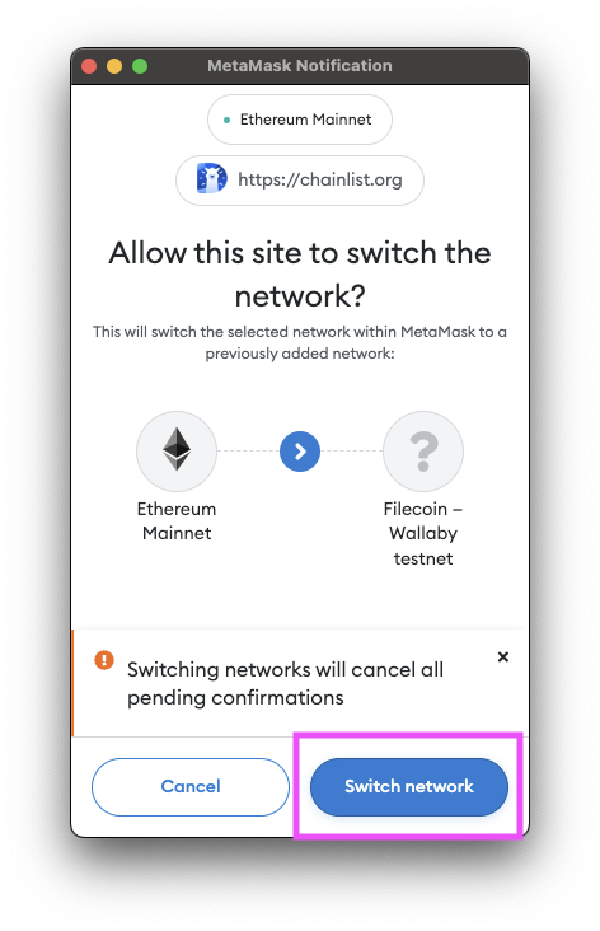 MetaMask Notification
Ethereum Mainnet
https://chainlist.org
Allow this site to switch the
network?
This will switch the selected network within MetaMask to a
previously added network:
?
Ethereum
Mainnet
Filecoin –
Wallaby
testnet
Switching networks will cancel all
pending confirmations
Cancel
Switch network